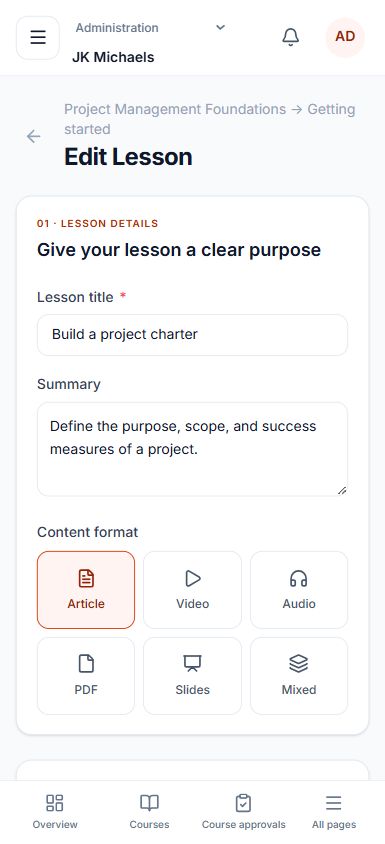 Administration
JK Michaels
AD
Project Management Foundations → Getting
started
Edit Lesson
01 · LESSON DETAILS
Give your lesson a clear purpose
Lesson title *
Build a project charter
Summary
Define the purpose, scope, and success
measures of a project.
Content format
Article
Video
Audio
PDF
Slides
Mixed
Overview
Courses
Course approvals
All pages